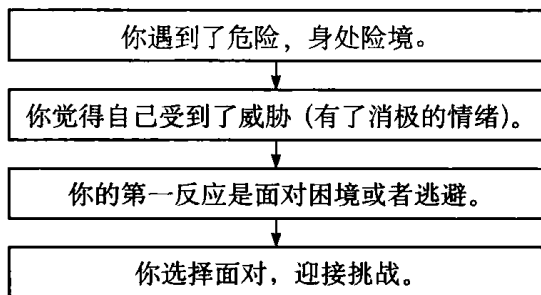 你遇到了危险，身处险境。
你觉得自己受到了威胁（有了消极的情绪）。
你的第一反应是面对困境或者逃避。
你选择面对，迎接挑战。